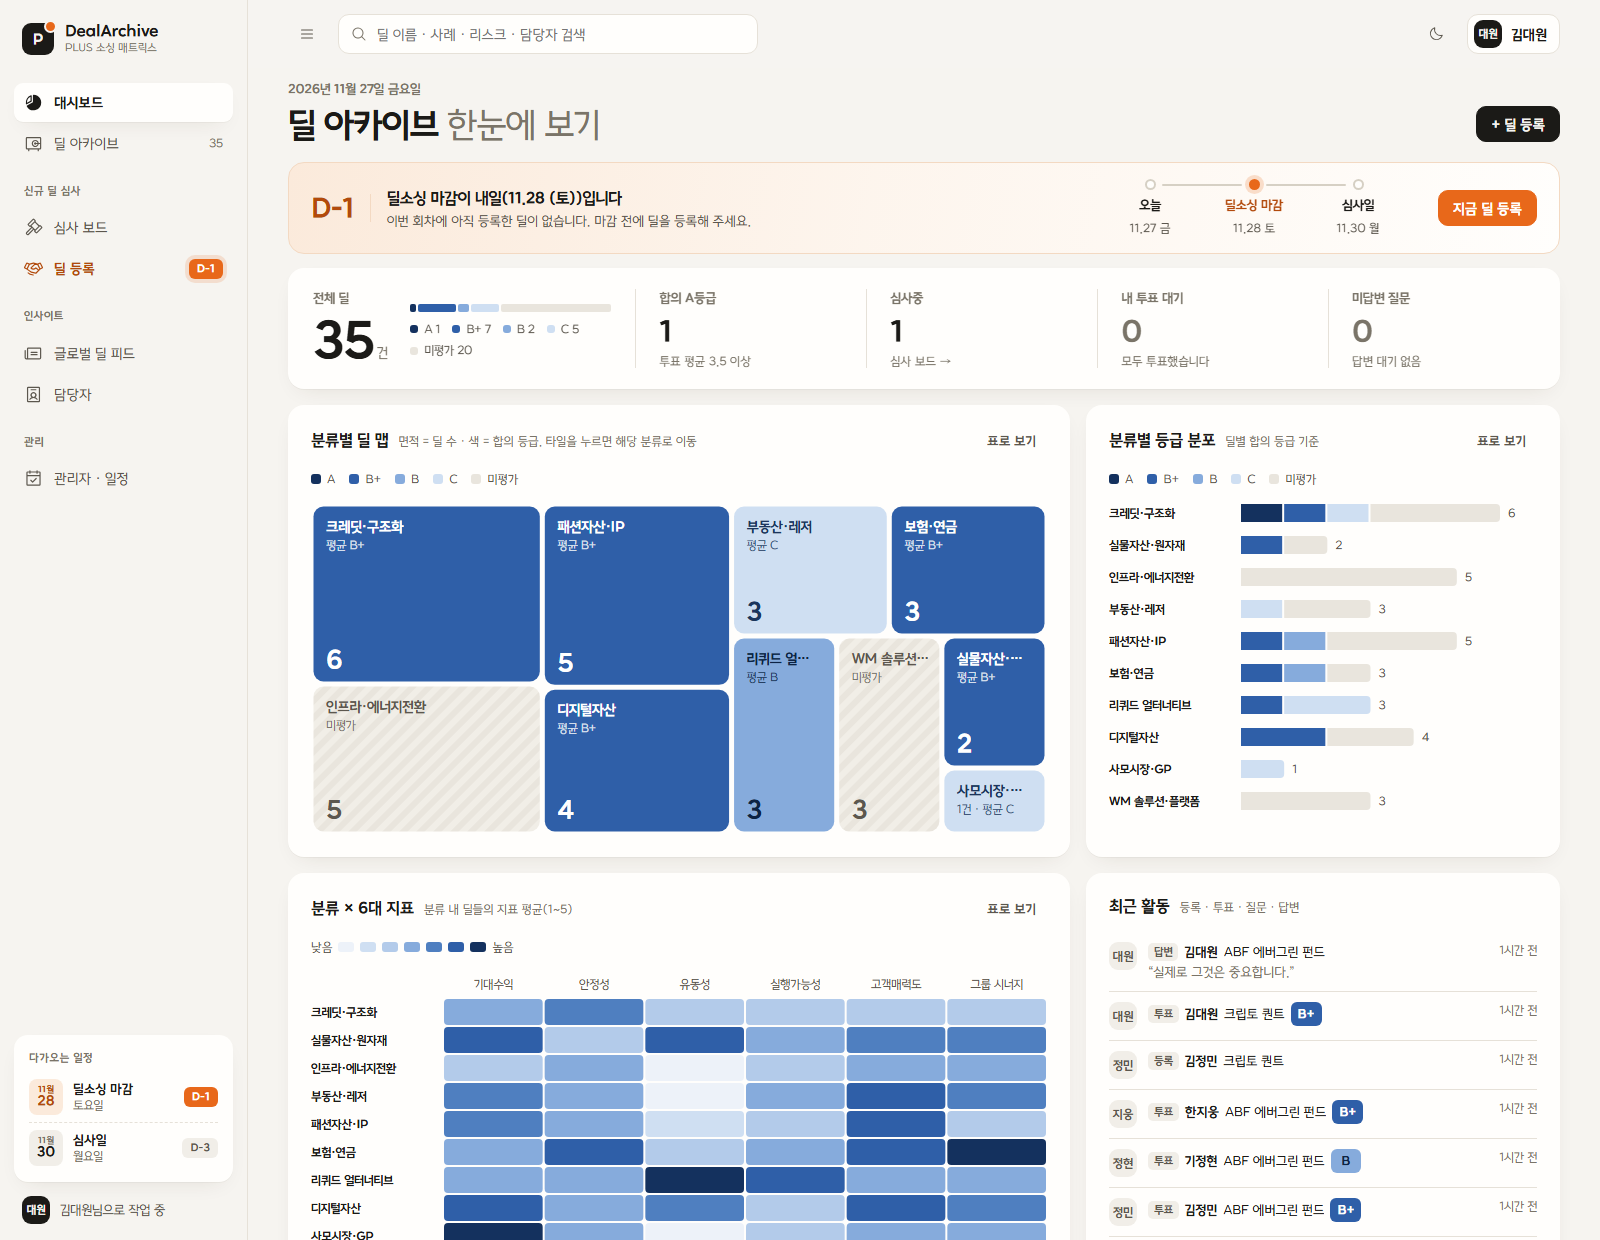 P
DealArchive
PLUS 소싱 매트릭스
대시보드
딜 아카이브 35
신규 딜 심사
심사 보드
딜 등록 D-1
인사이트
글로벌 딜 피드
담당자
관리
관리자 · 일정
다가오는 일정
11월
28
딜소싱 마감
토요일
D-1
11월
30
심사일
월요일
D-3
대원 김대원님으로 작업 중
딜 이름 · 사례 · 리스크 · 담당자 검색
대원 김대원
2026년 11월 27일 금요일
딜 아카이브 한눈에 보기
+ 딜 등록
D-1
딜소싱 마감이 내일(11.28 (토))입니다
이번 회차에 아직 등록한 딜이 없습니다. 마감 전에 딜을 등록해 주세요.
오늘 딜소싱 마감 심사일
11.27 금 11.28 토 11.30 월
지금 딜 등록
전체 딜
35건
A 1 B+ 7 B 2 C 5
미평가 20
합의 A등급
1
투표 평균 3.5 이상
심사중
1
심사 보드 →
내 투표 대기
0
모두 투표했습니다
미답변 질문
0
답변 대기 없음
분류별 딜 맵 면적 = 딜 수 · 색 = 합의 등급. 타일을 누르면 해당 분류로 이동 표로 보기
A B+ B C 미평가
크레딧·구조화
평균 B+
6
패션자산·IP
평균 B+
5
부동산·레저
평균 C
3
보험·연금
평균 B+
3
인프라·에너지전환
미평가
5
디지털자산
평균 B+
4
리퀴드 얼···
평균 B
3
WM 솔루션···
미평가
3
실물자산····
평균 B+
2
사모시장····
1건 · 평균 C
분류별 등급 분포 딜별 합의 등급 기준 표로 보기
A B+ B C 미평가
크레딧·구조화 6
실물자산·원자재 2
인프라·에너지전환 5
부동산·레저 3
패션자산·IP 5
보험·연금 3
리퀴드 얼터너티브 3
디지털자산 4
사모시장·GP 1
WM 솔루션·플랫폼 3
분류 × 6대 지표 분류 내 딜들의 지표 평균(1~5) 표로 보기
낮음 높음
기대수익 안정성 유동성 실행가능성 고객매력도 그룹 시너지
크레딧·구조화
실물자산·원자재
인프라·에너지전환
부동산·레저
패션자산·IP
보험·연금
리퀴드 얼터너티브
디지털자산
사모시장·GP
최근 활동 등록 · 투표 · 질문 · 답변
대원 답변 김대원 ABF 에버그린 펀드 1시간 전
“실제로 그것은 중요합니다.”
대원 투표 김대원 크립토 퀀트 B+ 1시간 전
정민 등록 김정민 크립토 퀀트 1시간 전
지웅 투표 한지웅 ABF 에버그린 펀드 B+ 1시간 전
정현 투표 기정현 ABF 에버그린 펀드 B 1시간 전
정민 투표 김정민 ABF 에버그린 펀드 B+ 1시간 전